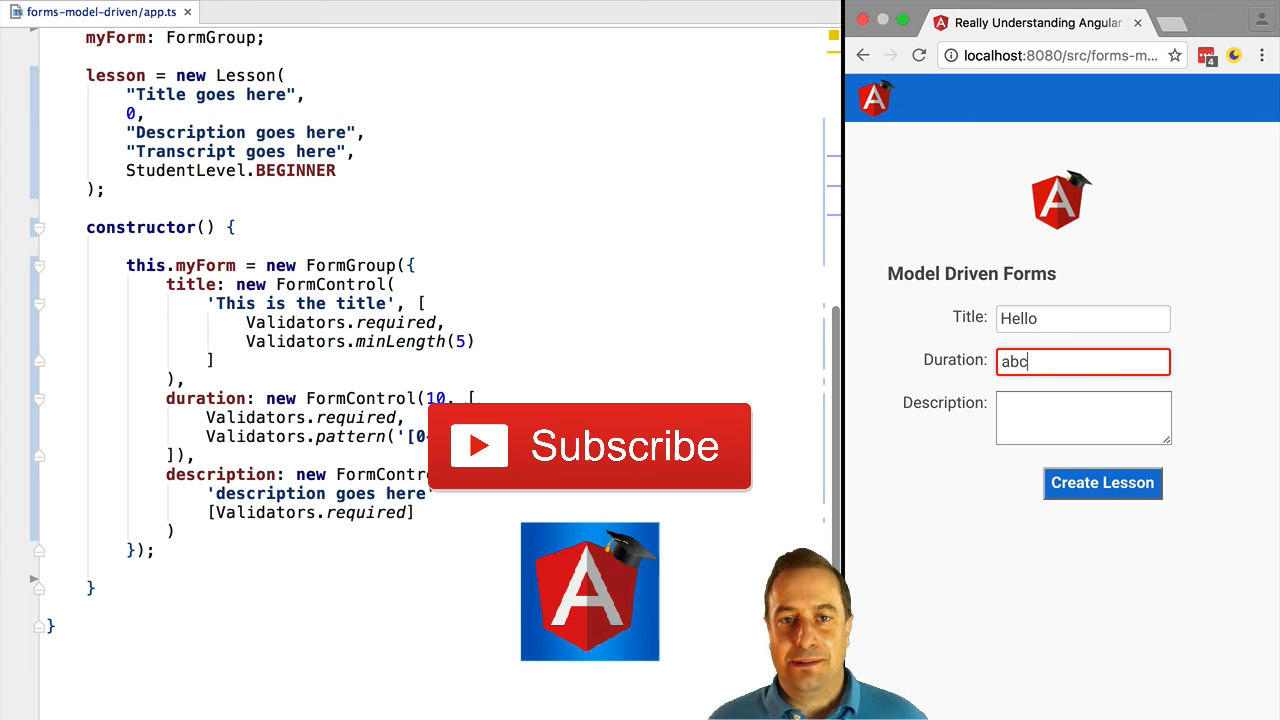 forms-model-driven/app.ts
myForm: FormGroup;
lesson = new Lesson(
"Title goes here",
0,
"Description goes here",
"Transcript goes here",
StudentLevel.BEGINNER
);
constructor() {
this.myForm = new FormGroup({
title: new FormControl(
'This is the title', [
Validators.required,
Validators.minLength(5)
]
),
duration: new FormControl(10, [
Validators.required,
Validators.pattern('[0
]),
description: new FormContr
'description goes here'
[Validators.required]
)
});
}
}
Subscribe
A
Really Understanding Angular
localhost:8080/src/forms-m...
4
A
A
Model Driven Forms
Title: Hello
Duration: abc
Description:
Create Lesson